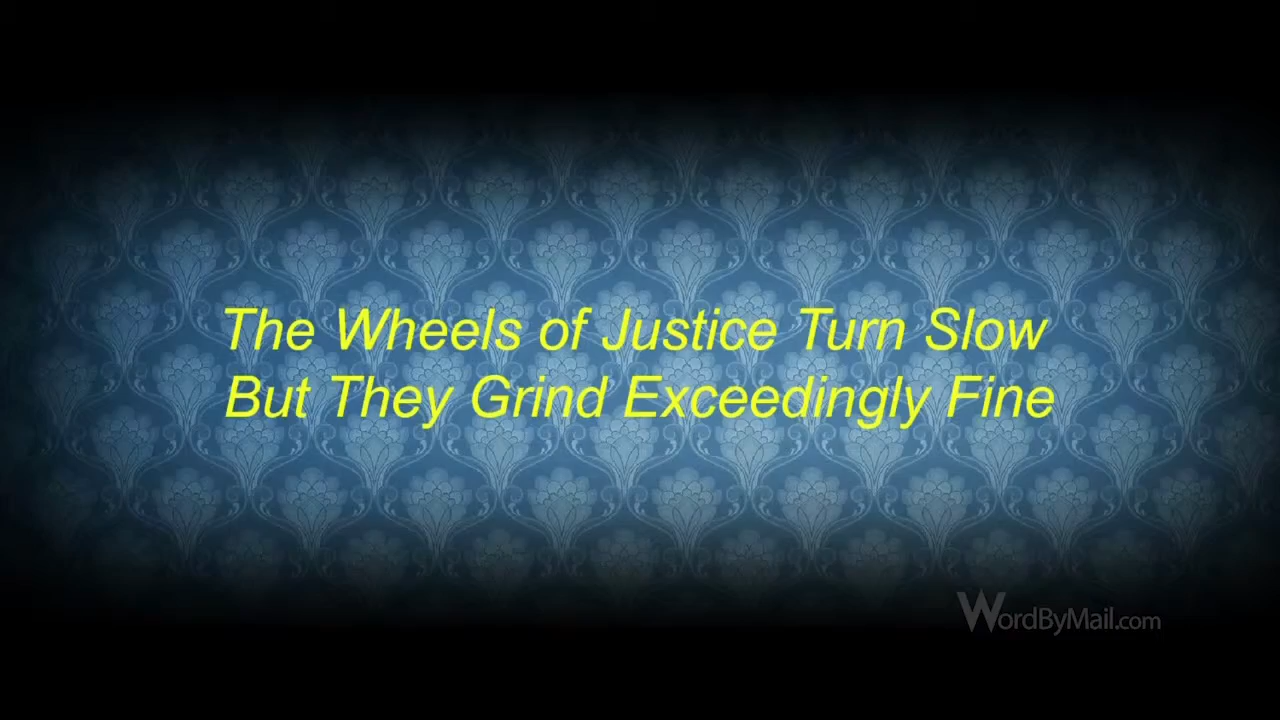 The Wheels of Justice Turn Slow
But They Grind Exceedingly Fine
WordByMail.com